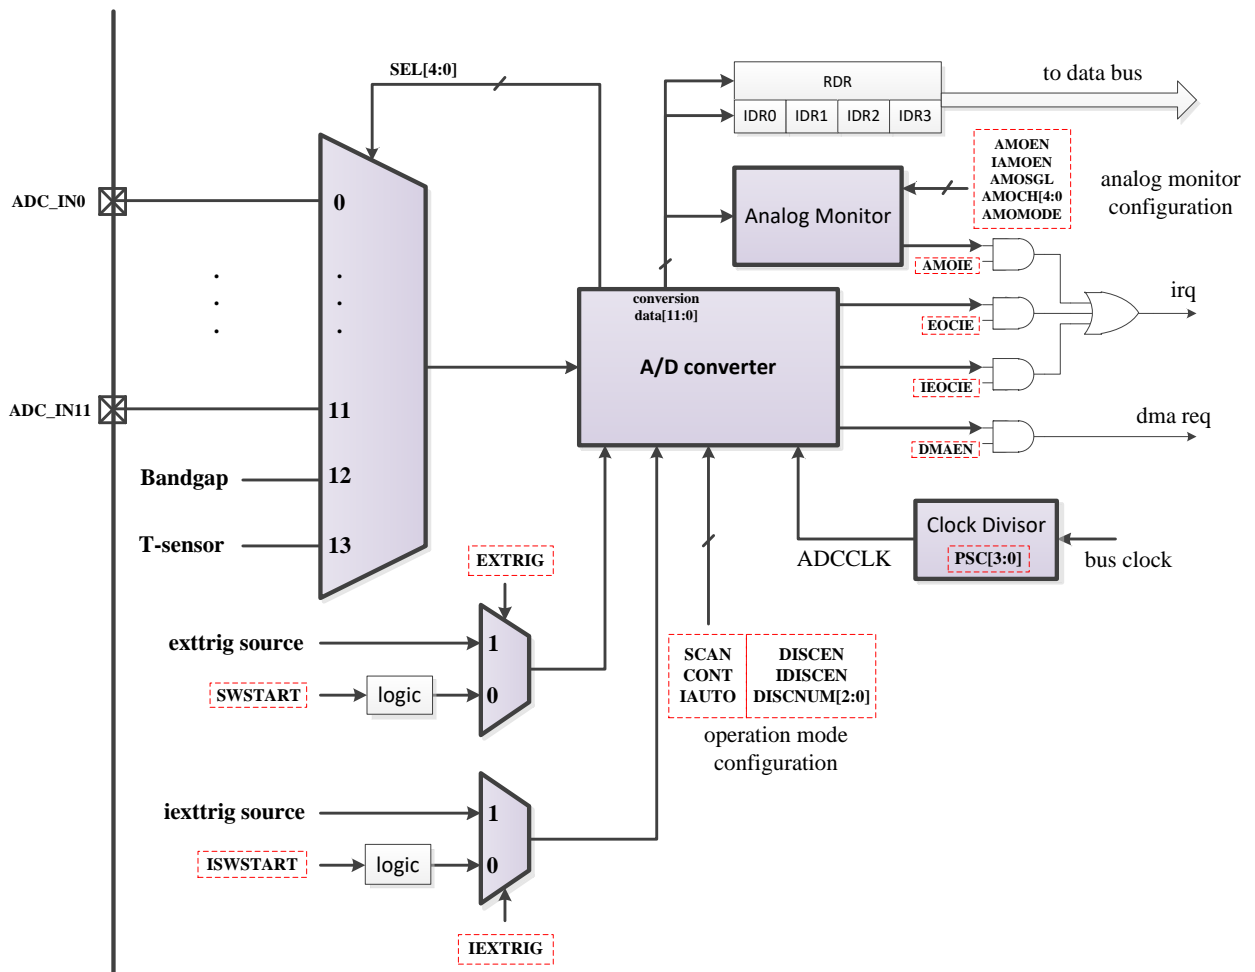 SEL[4:0]
RDR
IDR0 IDR1 IDR2 IDR3
to data bus
AMOEN
IAMOEN
AMOSGL
AMOCH[4:0
AMOMODE
analog monitor
configuration
ADC_IN0
0
Analog Monitor
AMOIE
.
.
.
.
.
.
conversion
data[11:0]
A/D converter
EOCIE
irq
IEOCIE
ADC_IN11
11
dma req
DMAEN
Bandgap
12
T-sensor
13
Clock Divisor
PSC[3:0]
ADCCLK
bus clock
EXTRIG
exttrig source
1
SWSTART
logic
0
SCAN
CONT
IAUTO
DISCEN
IDISCEN
DISCNUM[2:0]
operation mode
configuration
iexttrig source
1
ISWSTART
logic
0
IEXTRIG